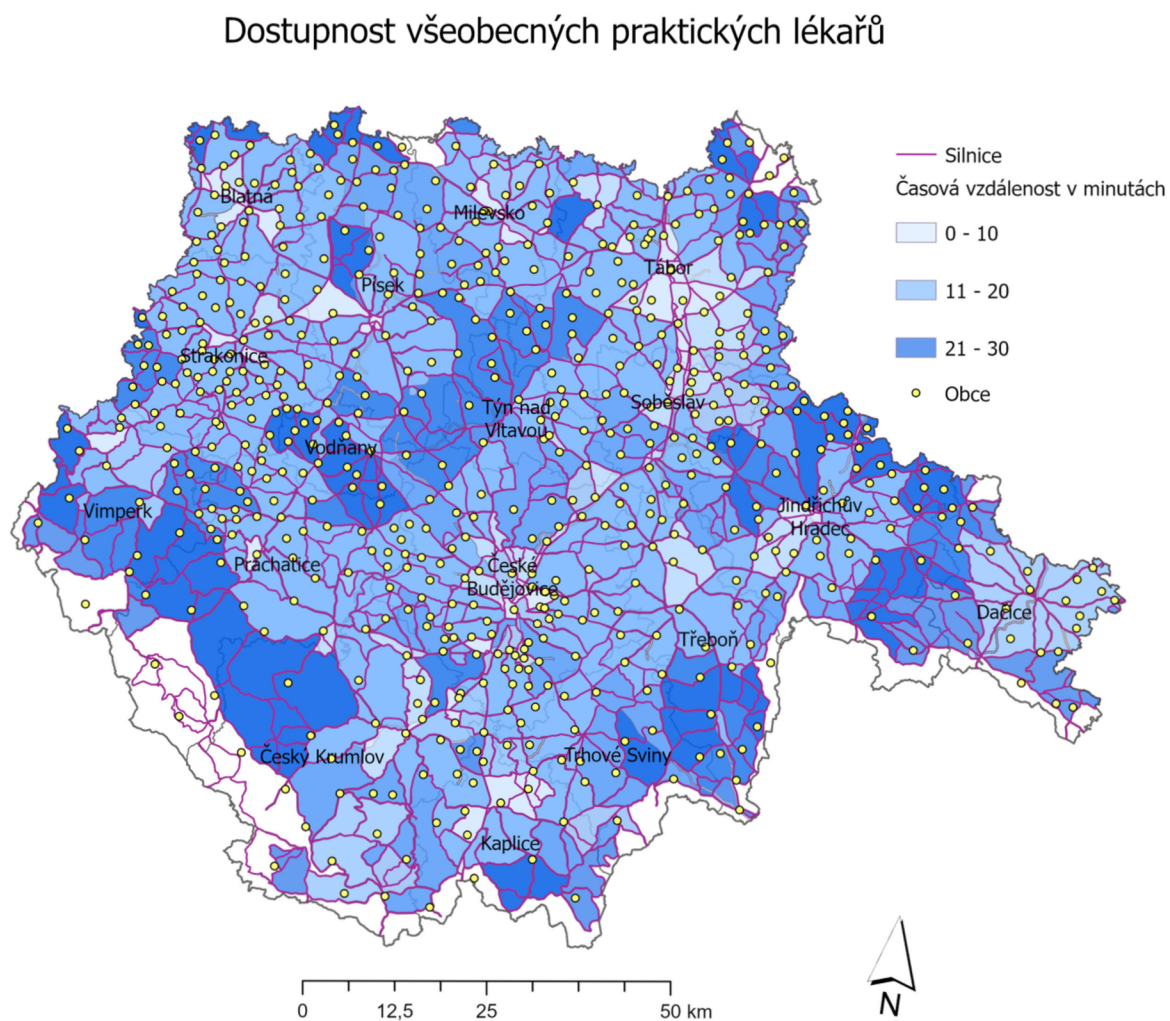 Dostupnost všeobecných praktických lékařů
Silnice
Časová vzdálenost v minutách
0 - 10
11 - 20
21 - 30
Obce
Blatná
Milevsko
Tábor
Písek
Strakonice
Týn nad
Vltavou
Soběslav
Vodňany
Vimperk
Jindřichův
Hradec
Prachatice
České
Budějovice
Dačice
Třeboň
Český Krumlov
Trhové Sviny
Kaplice
0 12,5 25 50 km
N